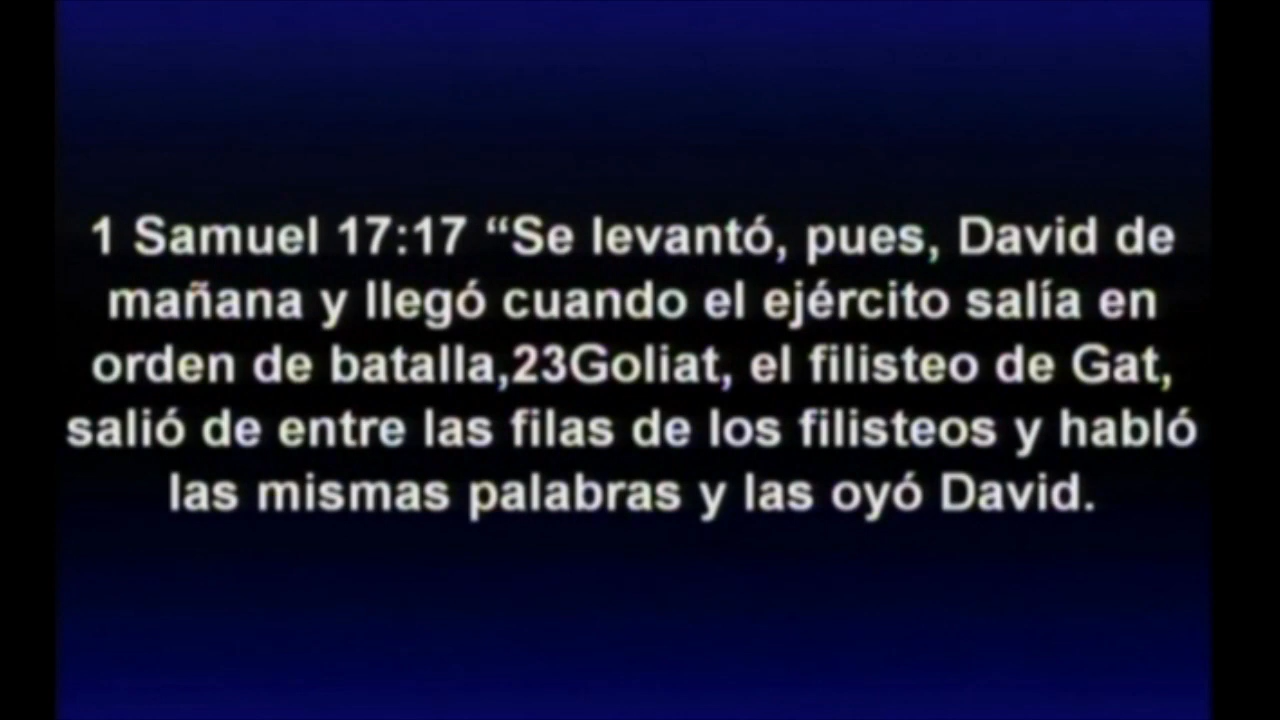 1 Samuel 17:17 “Se levantó, pues, David de
mañana y llegó cuando el ejército salía en
orden de batalla,23Goliat, el filisteo de Gat,
salió de entre las filas de los filisteos y habló
las mismas palabras y las oyó David.